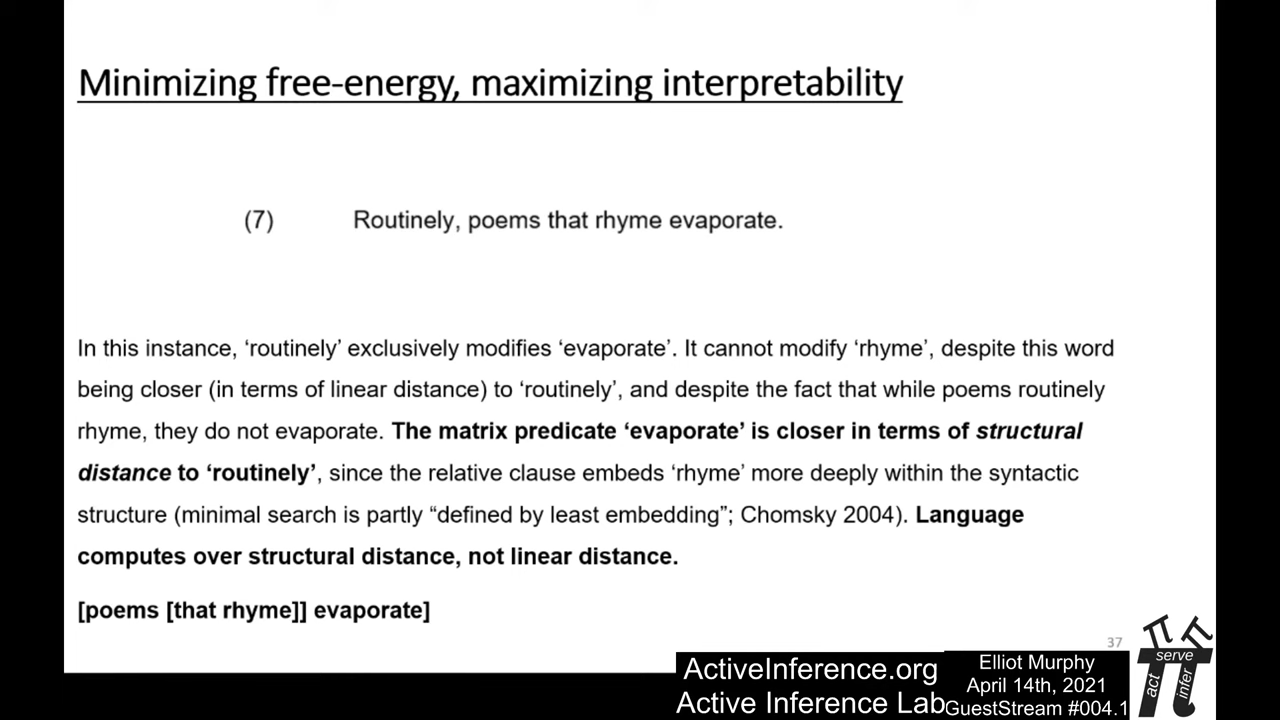 Minimizing free-energy, maximizing interpretability
(7) Routinely, poems that rhyme evaporate.
In this instance, ‘routinely’ exclusively modifies ‘evaporate’. It cannot modify ‘rhyme’, despite this word
being closer (in terms of linear distance) to ‘routinely’, and despite the fact that while poems routinely
rhyme, they do not evaporate. The matrix predicate ‘evaporate’ is closer in terms of structural
distance to ‘routinely’, since the relative clause embeds ‘rhyme’ more deeply within the syntactic
structure (minimal search is partly “defined by least embedding”; Chomsky 2004). Language
computes over structural distance, not linear distance.
[poems [that rhyme]] evaporate]
37
ActiveInference.org
Active Inference Lab
Elliot Murphy
April 14th, 2021
GuestStream #004.1
π π
serve
π
act
infer